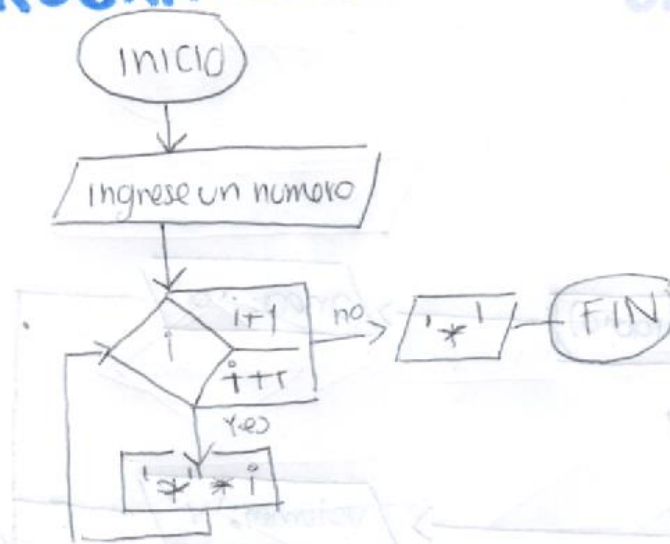 INICIO
Ingrese un numero
i
i+1
no
'*'
FIN
Yes
'*' * i